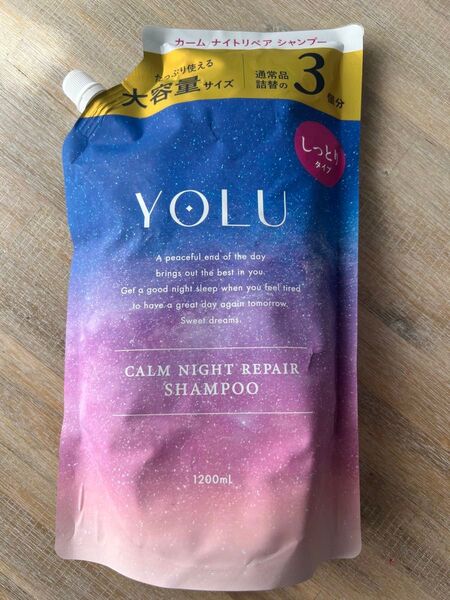 カーム ナイトリペア シャンプー
たっぷり使える
大容量サイズ
通常品
詰替の
3個分
しっとり
タイプ
YOLU
A peaceful end of the day
brings out the best in you.
Get a good night sleep when you feel tired
to have a great day again tomorrow.
Sweet dreams.
CALM NIGHT REPAIR
SHAMPOO
1200mL